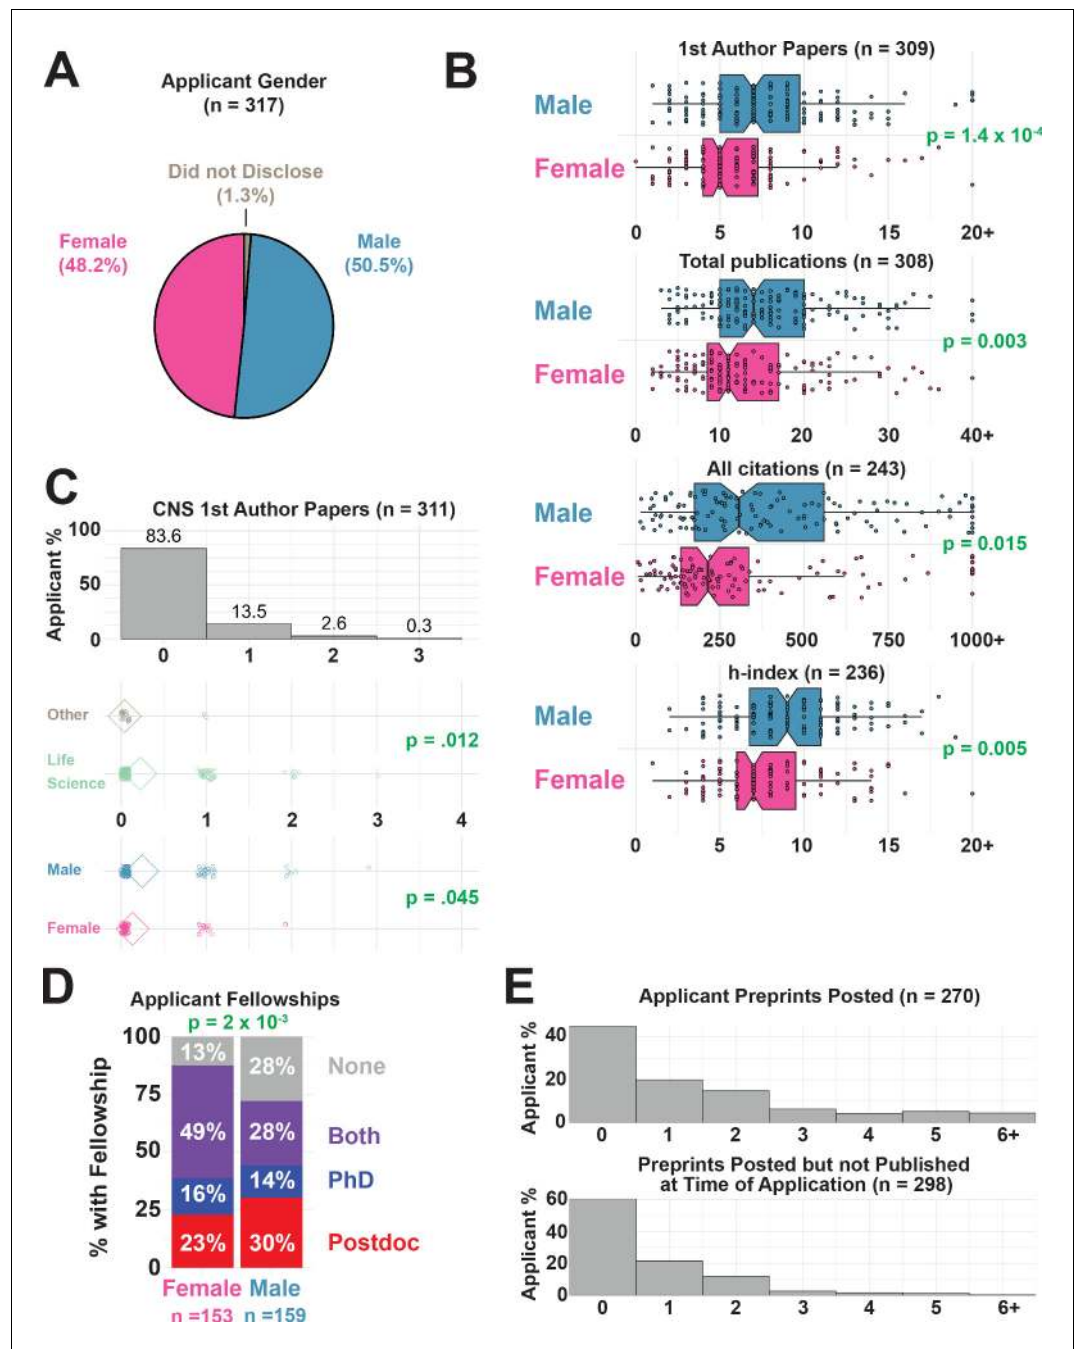 A
Applicant Gender
(n = 317)
Did not Disclose
(1.3%)
Female
(48.2%)
Male
(50.5%)
B
1st Author Papers (n = 309)
Male
Female
p = 1.4 x 10-4
0 5 10 15 20+
Total publications (n = 308)
Male
Female
p = 0.003
0 10 20 30 40+
All citations (n = 243)
Male
Female
p = 0.015
0 250 500 750 1000+
h-index (n = 236)
Male
Female
p = 0.005
0 5 10 15 20+
C
CNS 1st Author Papers (n = 311)
Applicant %
100
50
0
83.6
13.5
2.6
0.3
0 1 2 3
Other
Life
Science
p = .012
0 1 2 3 4
Male
Female
p = .045
D
Applicant Fellowships
p = 2 x 10-3
% with Fellowship
100
75
50
25
0
13%
49%
16%
23%
28%
28%
14%
30%
None
Both
PhD
Postdoc
Female Male
n =153 n =159
E
Applicant Preprints Posted (n = 270)
Applicant %
40
20
0
0 1 2 3 4 5 6+
Preprints Posted but not Published
at Time of Application (n = 298)
Applicant %
60
40
20
0
0 1 2 3 4 5 6+